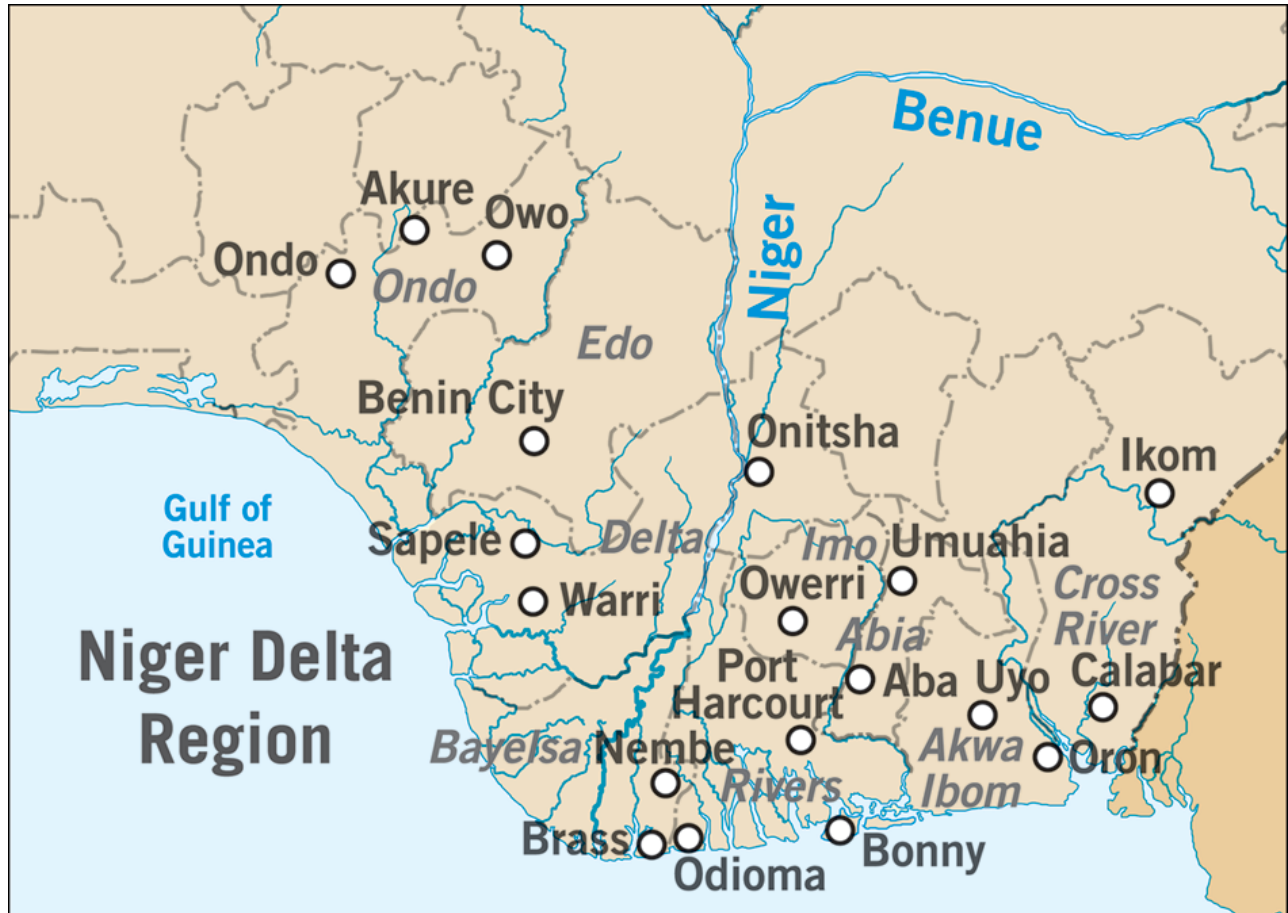 Benue
Niger
Akure
Owo
Ondo
Ondo
Edo
Benin City
Onitsha
Ikom
Gulf of
Guinea
Sapele
Delta
Imo
Umuahia
Warri
Owerri
Cross
River
Abia
Niger Delta
Region
Port
Harcourt
Aba
Uyo
Calabar
Bayelsa
Nembe
Akwa
Ibom
Oron
Rivers
Brass
Odioma
Bonny